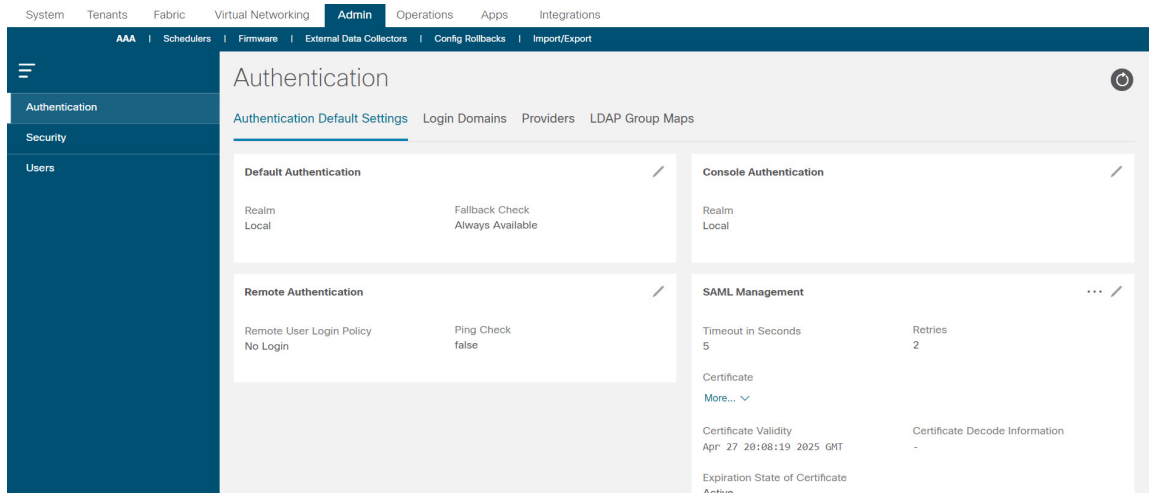 System Tenants Fabric Virtual Networking Admin Operations Apps Integrations
AAA | Schedulers | Firmware | External Data Collectors | Config Rollbacks | Import/Export
Authentication
Security
Users
Authentication
Authentication Default Settings Login Domains Providers LDAP Group Maps
Default Authentication
Realm Fallback Check
Local Always Available
Console Authentication
Realm
Local
Remote Authentication
Remote User Login Policy Ping Check
No Login false
SAML Management
Timeout in Seconds Retries
5 2
Certificate
More...
Certificate Validity Certificate Decode Information
Apr 27 20:08:19 2025 GMT -
Expiration State of Certificate
Active